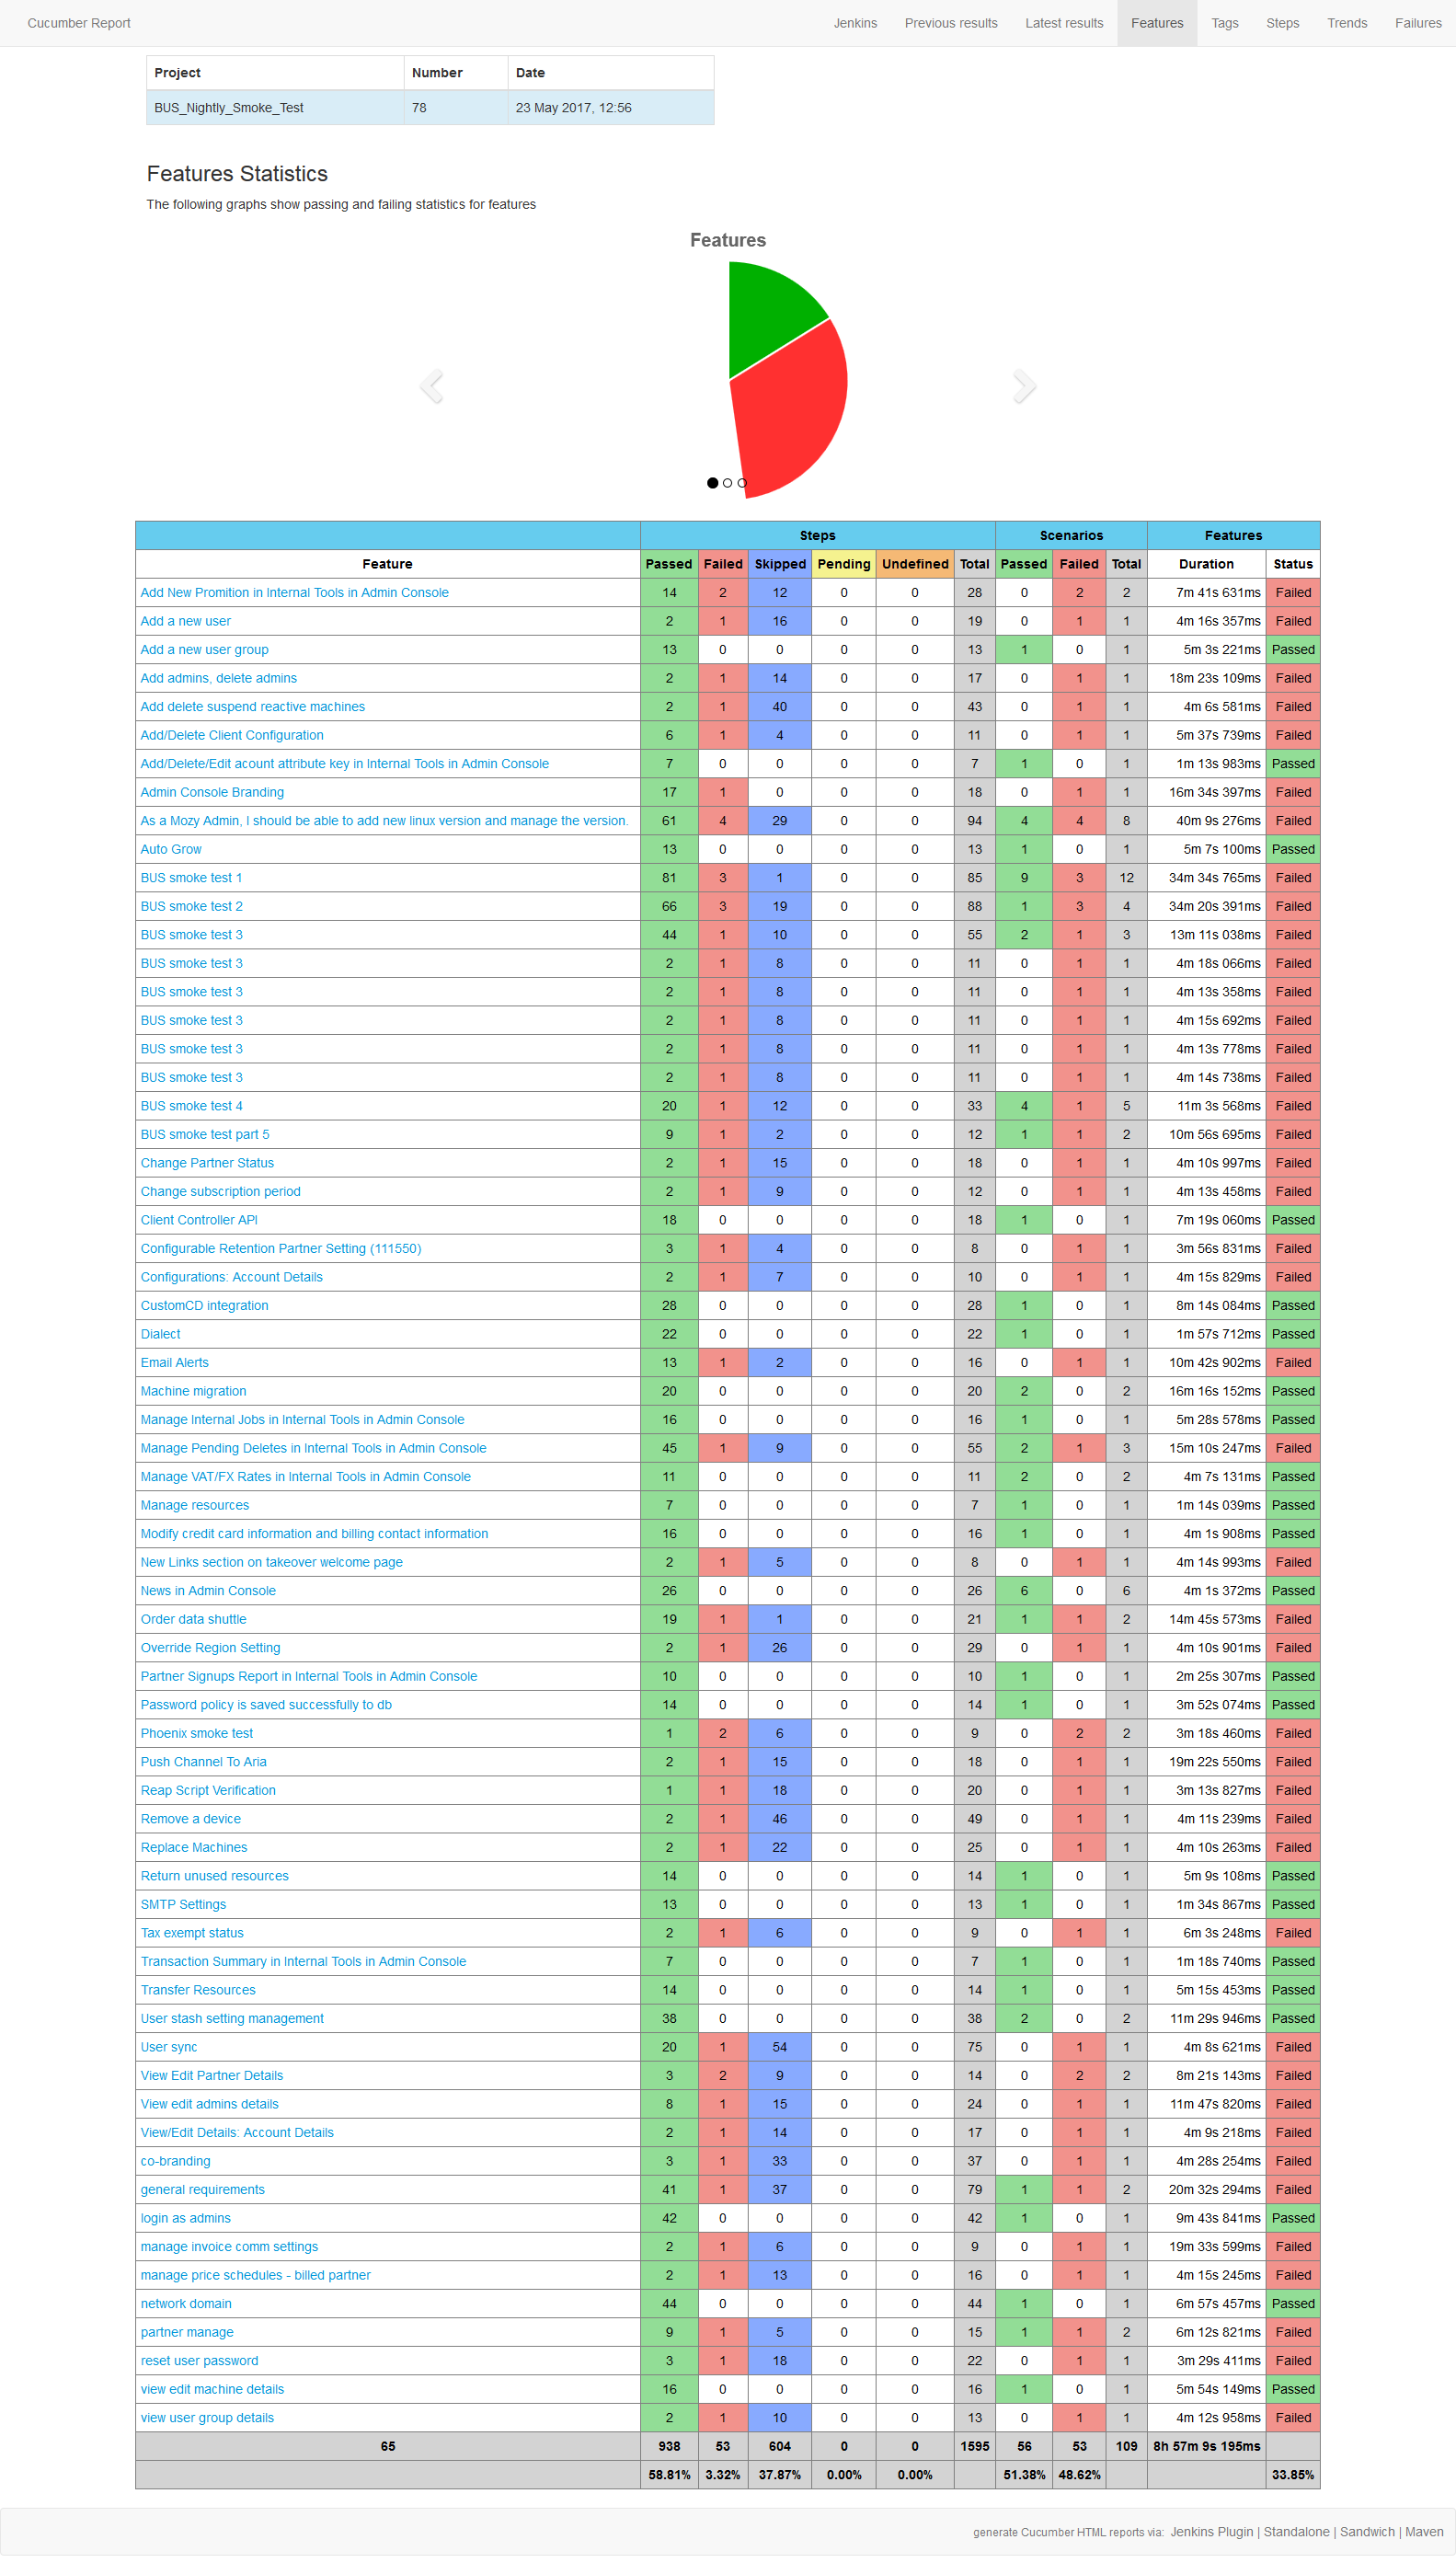 Cucumber Report Jenkins Previous results Latest results Features Tags Steps Trends Failures
Project Number Date
BUS_Nightly_Smoke_Test 78 23 May 2017, 12:56
Features Statistics
The following graphs show passing and failing statistics for features
Features
Steps Scenarios Features
Feature Passed Failed Skipped Pending Undefined Total Passed Failed Total Duration Status
Add New Promition in Internal Tools in Admin Console 14 2 12 0 0 28 0 2 2 7m 41s 631ms Failed
Add a new user 2 1 16 0 0 19 0 1 1 4m 16s 357ms Failed
Add a new user group 13 0 0 0 0 13 1 0 1 5m 3s 221ms Passed
Add admins, delete admins 2 1 14 0 0 17 0 1 1 18m 23s 109ms Failed
Add delete suspend reactive machines 2 1 40 0 0 43 0 1 1 4m 6s 581ms Failed
Add/Delete Client Configuration 6 1 4 0 0 11 0 1 1 5m 37s 739ms Failed
Add/Delete/Edit acount attribute key in Internal Tools in Admin Console 7 0 0 0 0 7 1 0 1 1m 13s 983ms Passed
Admin Console Branding 17 1 0 0 0 18 0 1 1 16m 34s 397ms Failed
As a Mozy Admin, I should be able to add new linux version and manage the version. 61 4 29 0 0 94 4 4 8 40m 9s 276ms Failed
Auto Grow 13 0 0 0 0 13 1 0 1 5m 7s 100ms Passed
BUS smoke test 1 81 3 1 0 0 85 9 3 12 34m 34s 765ms Failed
BUS smoke test 2 66 3 19 0 0 88 1 3 4 34m 20s 391ms Failed
BUS smoke test 3 44 1 10 0 0 55 2 1 3 13m 11s 038ms Failed
BUS smoke test 3 2 1 8 0 0 11 0 1 1 4m 18s 066ms Failed
BUS smoke test 3 2 1 8 0 0 11 0 1 1 4m 13s 358ms Failed
BUS smoke test 3 2 1 8 0 0 11 0 1 1 4m 15s 692ms Failed
BUS smoke test 3 2 1 8 0 0 11 0 1 1 4m 13s 778ms Failed
BUS smoke test 3 2 1 8 0 0 11 0 1 1 4m 14s 738ms Failed
BUS smoke test 4 20 1 12 0 0 33 4 1 5 11m 3s 568ms Failed
BUS smoke test part 5 9 1 2 0 0 12 1 1 2 10m 56s 695ms Failed
Change Partner Status 2 1 15 0 0 18 0 1 1 4m 10s 997ms Failed
Change subscription period 2 1 9 0 0 12 0 1 1 4m 13s 458ms Failed
Client Controller API 18 0 0 0 0 18 1 0 1 7m 19s 060ms Passed
Configurable Retention Partner Setting (111550) 3 1 4 0 0 8 0 1 1 3m 56s 831ms Failed
Configurations: Account Details 2 1 7 0 0 10 0 1 1 4m 15s 829ms Failed
CustomCD integration 28 0 0 0 0 28 1 0 1 8m 14s 084ms Passed
Dialect 22 0 0 0 0 22 1 0 1 1m 57s 712ms Passed
Email Alerts 13 1 2 0 0 16 0 1 1 10m 42s 902ms Failed
Machine migration 20 0 0 0 0 20 2 0 2 16m 16s 152ms Passed
Manage Internal Jobs in Internal Tools in Admin Console 16 0 0 0 0 16 1 0 1 5m 28s 578ms Passed
Manage Pending Deletes in Internal Tools in Admin Console 45 1 9 0 0 55 2 1 3 15m 10s 247ms Failed
Manage VAT/FX Rates in Internal Tools in Admin Console 11 0 0 0 0 11 2 0 2 4m 7s 131ms Passed
Manage resources 7 0 0 0 0 7 1 0 1 1m 14s 039ms Passed
Modify credit card information and billing contact information 16 0 0 0 0 16 1 0 1 4m 1s 908ms Passed
New Links section on takeover welcome page 2 1 5 0 0 8 0 1 1 4m 14s 993ms Failed
News in Admin Console 26 0 0 0 0 26 6 0 6 4m 1s 372ms Passed
Order data shuttle 19 1 1 0 0 21 1 1 2 14m 45s 573ms Failed
Override Region Setting 2 1 26 0 0 29 0 1 1 4m 10s 901ms Failed
Partner Signups Report in Internal Tools in Admin Console 10 0 0 0 0 10 1 0 1 2m 25s 307ms Passed
Password policy is saved successfully to db 14 0 0 0 0 14 1 0 1 3m 52s 074ms Passed
Phoenix smoke test 1 2 6 0 0 9 0 2 2 3m 18s 460ms Failed
Push Channel To Aria 2 1 15 0 0 18 0 1 1 19m 22s 550ms Failed
Reap Script Verification 1 1 18 0 0 20 0 1 1 3m 13s 827ms Failed
Remove a device 2 1 46 0 0 49 0 1 1 4m 11s 239ms Failed
Replace Machines 2 1 22 0 0 25 0 1 1 4m 10s 263ms Failed
Return unused resources 14 0 0 0 0 14 1 0 1 5m 9s 108ms Passed
SMTP Settings 13 0 0 0 0 13 1 0 1 1m 34s 867ms Passed
Tax exempt status 2 1 6 0 0 9 0 1 1 6m 3s 248ms Failed
Transaction Summary in Internal Tools in Admin Console 7 0 0 0 0 7 1 0 1 1m 18s 740ms Passed
Transfer Resources 14 0 0 0 0 14 1 0 1 5m 15s 453ms Passed
User stash setting management 38 0 0 0 0 38 2 0 2 11m 29s 946ms Passed
User sync 20 1 54 0 0 75 0 1 1 4m 8s 621ms Failed
View Edit Partner Details 3 2 9 0 0 14 0 2 2 8m 21s 143ms Failed
View edit admins details 8 1 15 0 0 24 0 1 1 11m 47s 820ms Failed
View/Edit Details: Account Details 2 1 14 0 0 17 0 1 1 4m 9s 218ms Failed
co-branding 3 1 33 0 0 37 0 1 1 4m 28s 254ms Failed
general requirements 41 1 37 0 0 79 1 1 2 20m 32s 294ms Failed
login as admins 42 0 0 0 0 42 1 0 1 9m 43s 841ms Passed
manage invoice comm settings 2 1 6 0 0 9 0 1 1 19m 33s 599ms Failed
manage price schedules - billed partner 2 1 13 0 0 16 0 1 1 4m 15s 245ms Failed
network domain 44 0 0 0 0 44 1 0 1 6m 57s 457ms Passed
partner manage 9 1 5 0 0 15 1 1 2 6m 12s 821ms Failed
reset user password 3 1 18 0 0 22 0 1 1 3m 29s 411ms Failed
view edit machine details 16 0 0 0 0 16 1 0 1 5m 54s 149ms Passed
view user group details 2 1 10 0 0 13 0 1 1 4m 12s 958ms Failed
65 938 53 604 0 0 1595 56 53 109 8h 57m 9s 195ms
58.81% 3.32% 37.87% 0.00% 0.00% 51.38% 48.62% 33.85%
generate Cucumber HTML reports via: Jenkins Plugin | Standalone | Sandwich | Maven